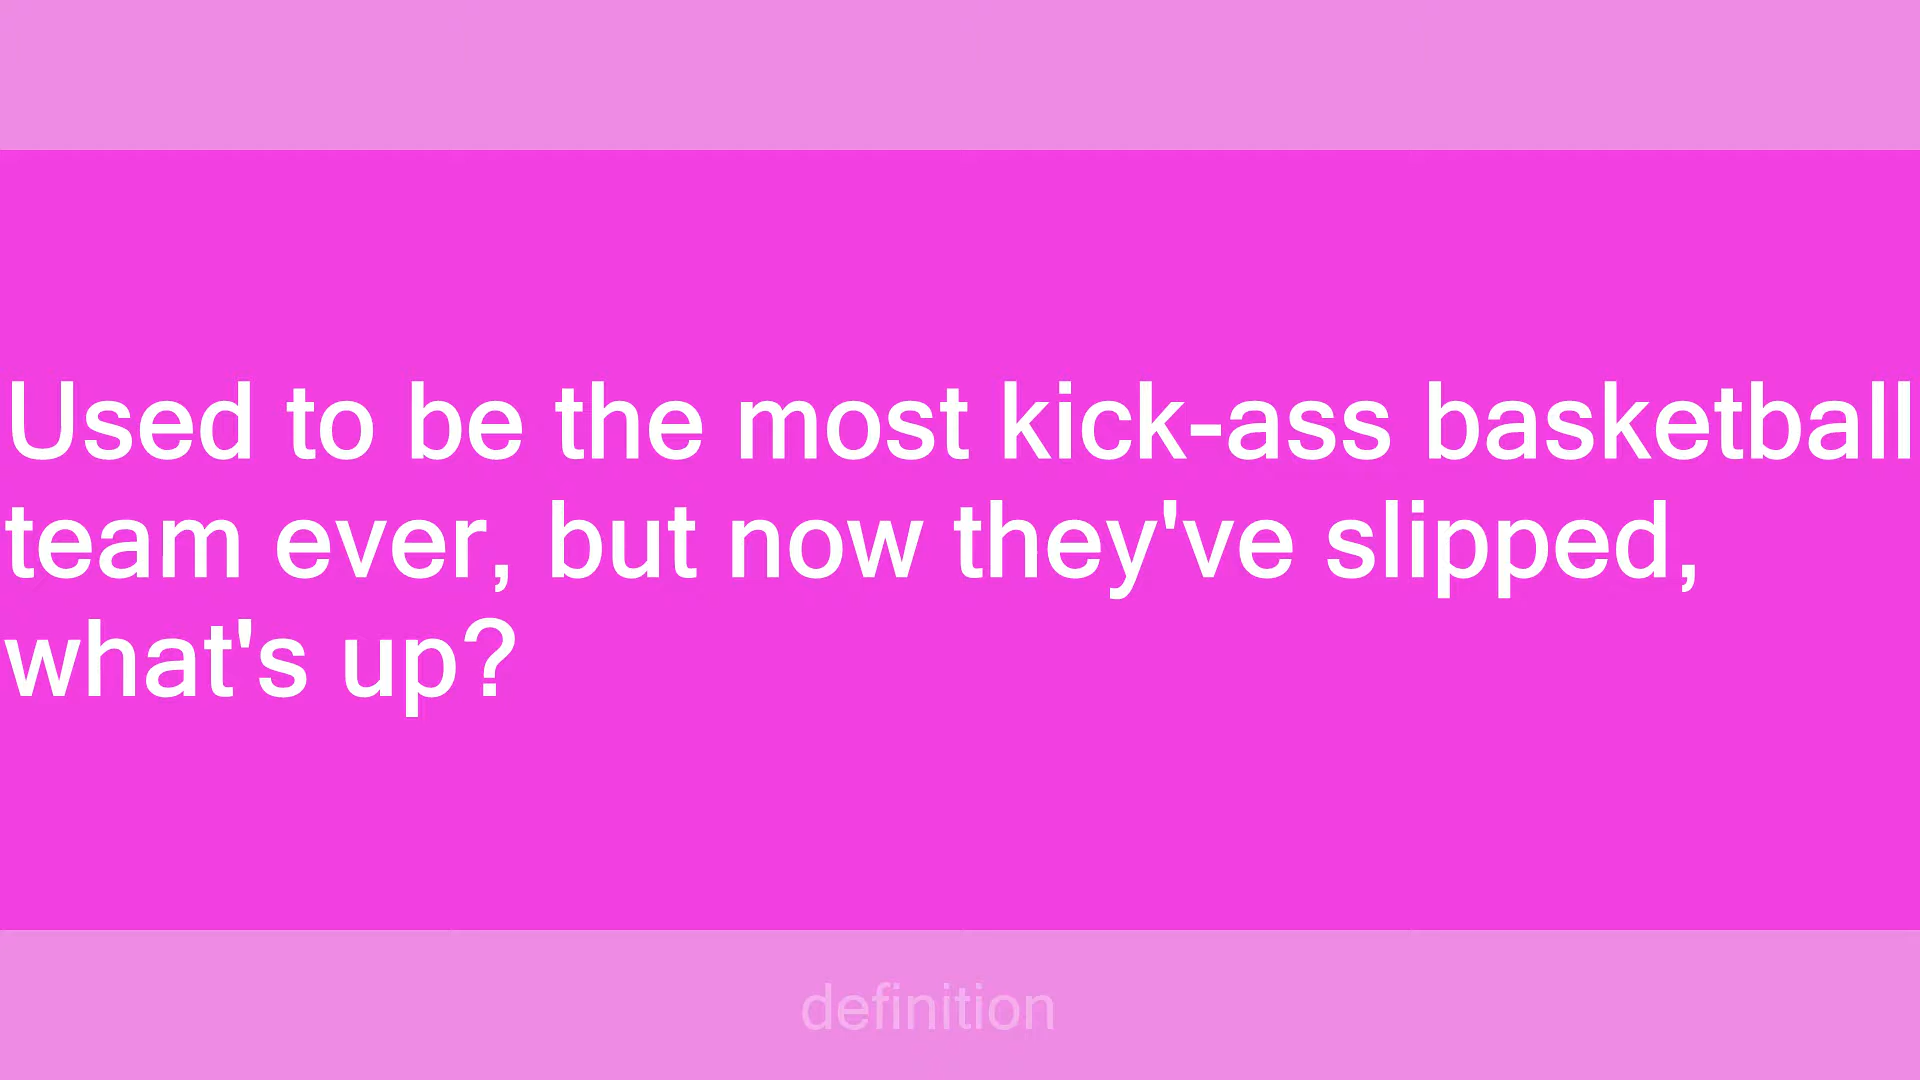 Used to be the most kick-ass basketball
team ever, but now they've slipped,
what's up?
definition